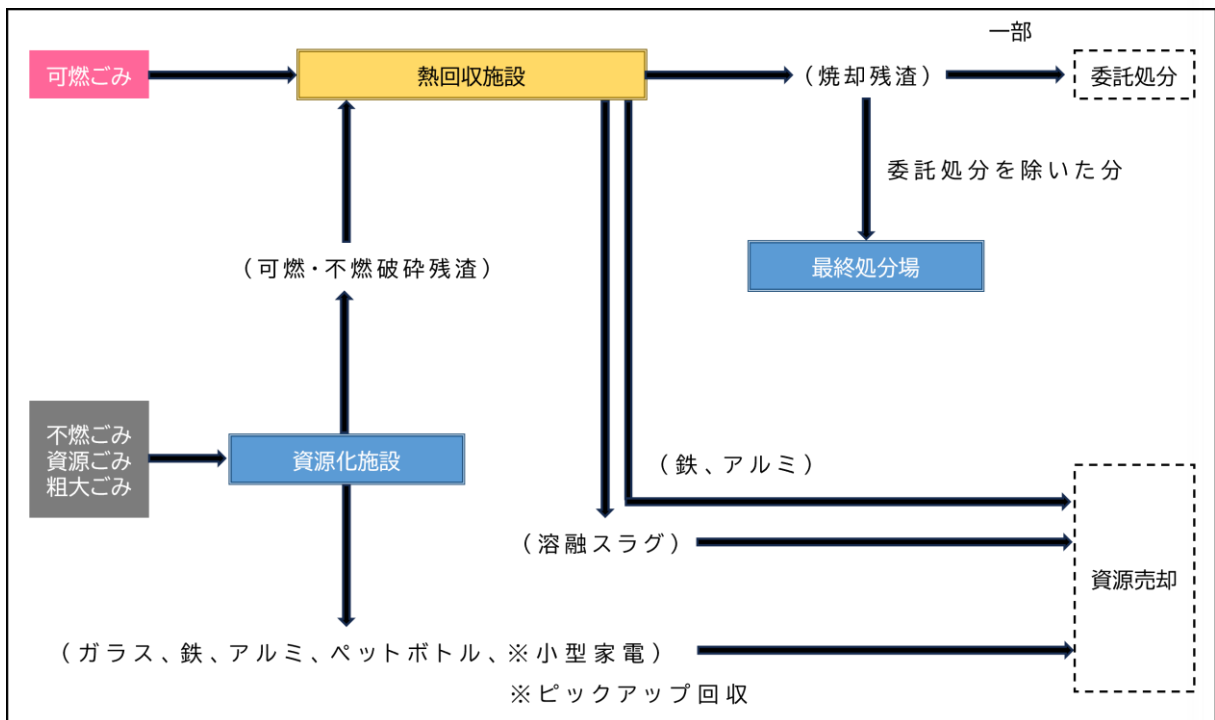 一部
可燃ごみ
熱回収施設
（焼却残渣）
委託処分
委託処分を除いた分
最終処分場
（可燃・不燃破砕残渣）
不燃ごみ
資源ごみ
粗大ごみ
資源化施設
（鉄、アルミ）
（溶融スラグ）
資源売却
（ガラス、鉄、アルミ、ペットボトル、※小型家電）
※ピックアップ回収